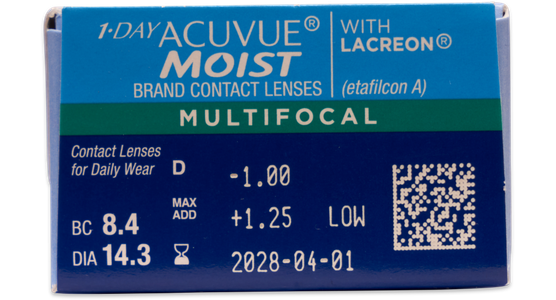 1·DAY ACUVUE® WITH
MOIST LACREON®
BRAND CONTACT LENSES (etafilcon A)
MULTIFOCAL
Contact Lenses
for Daily Wear
D -1.00
MAX
ADD +1.25 LOW
BC 8.4
DIA 14.3 2028-04-01